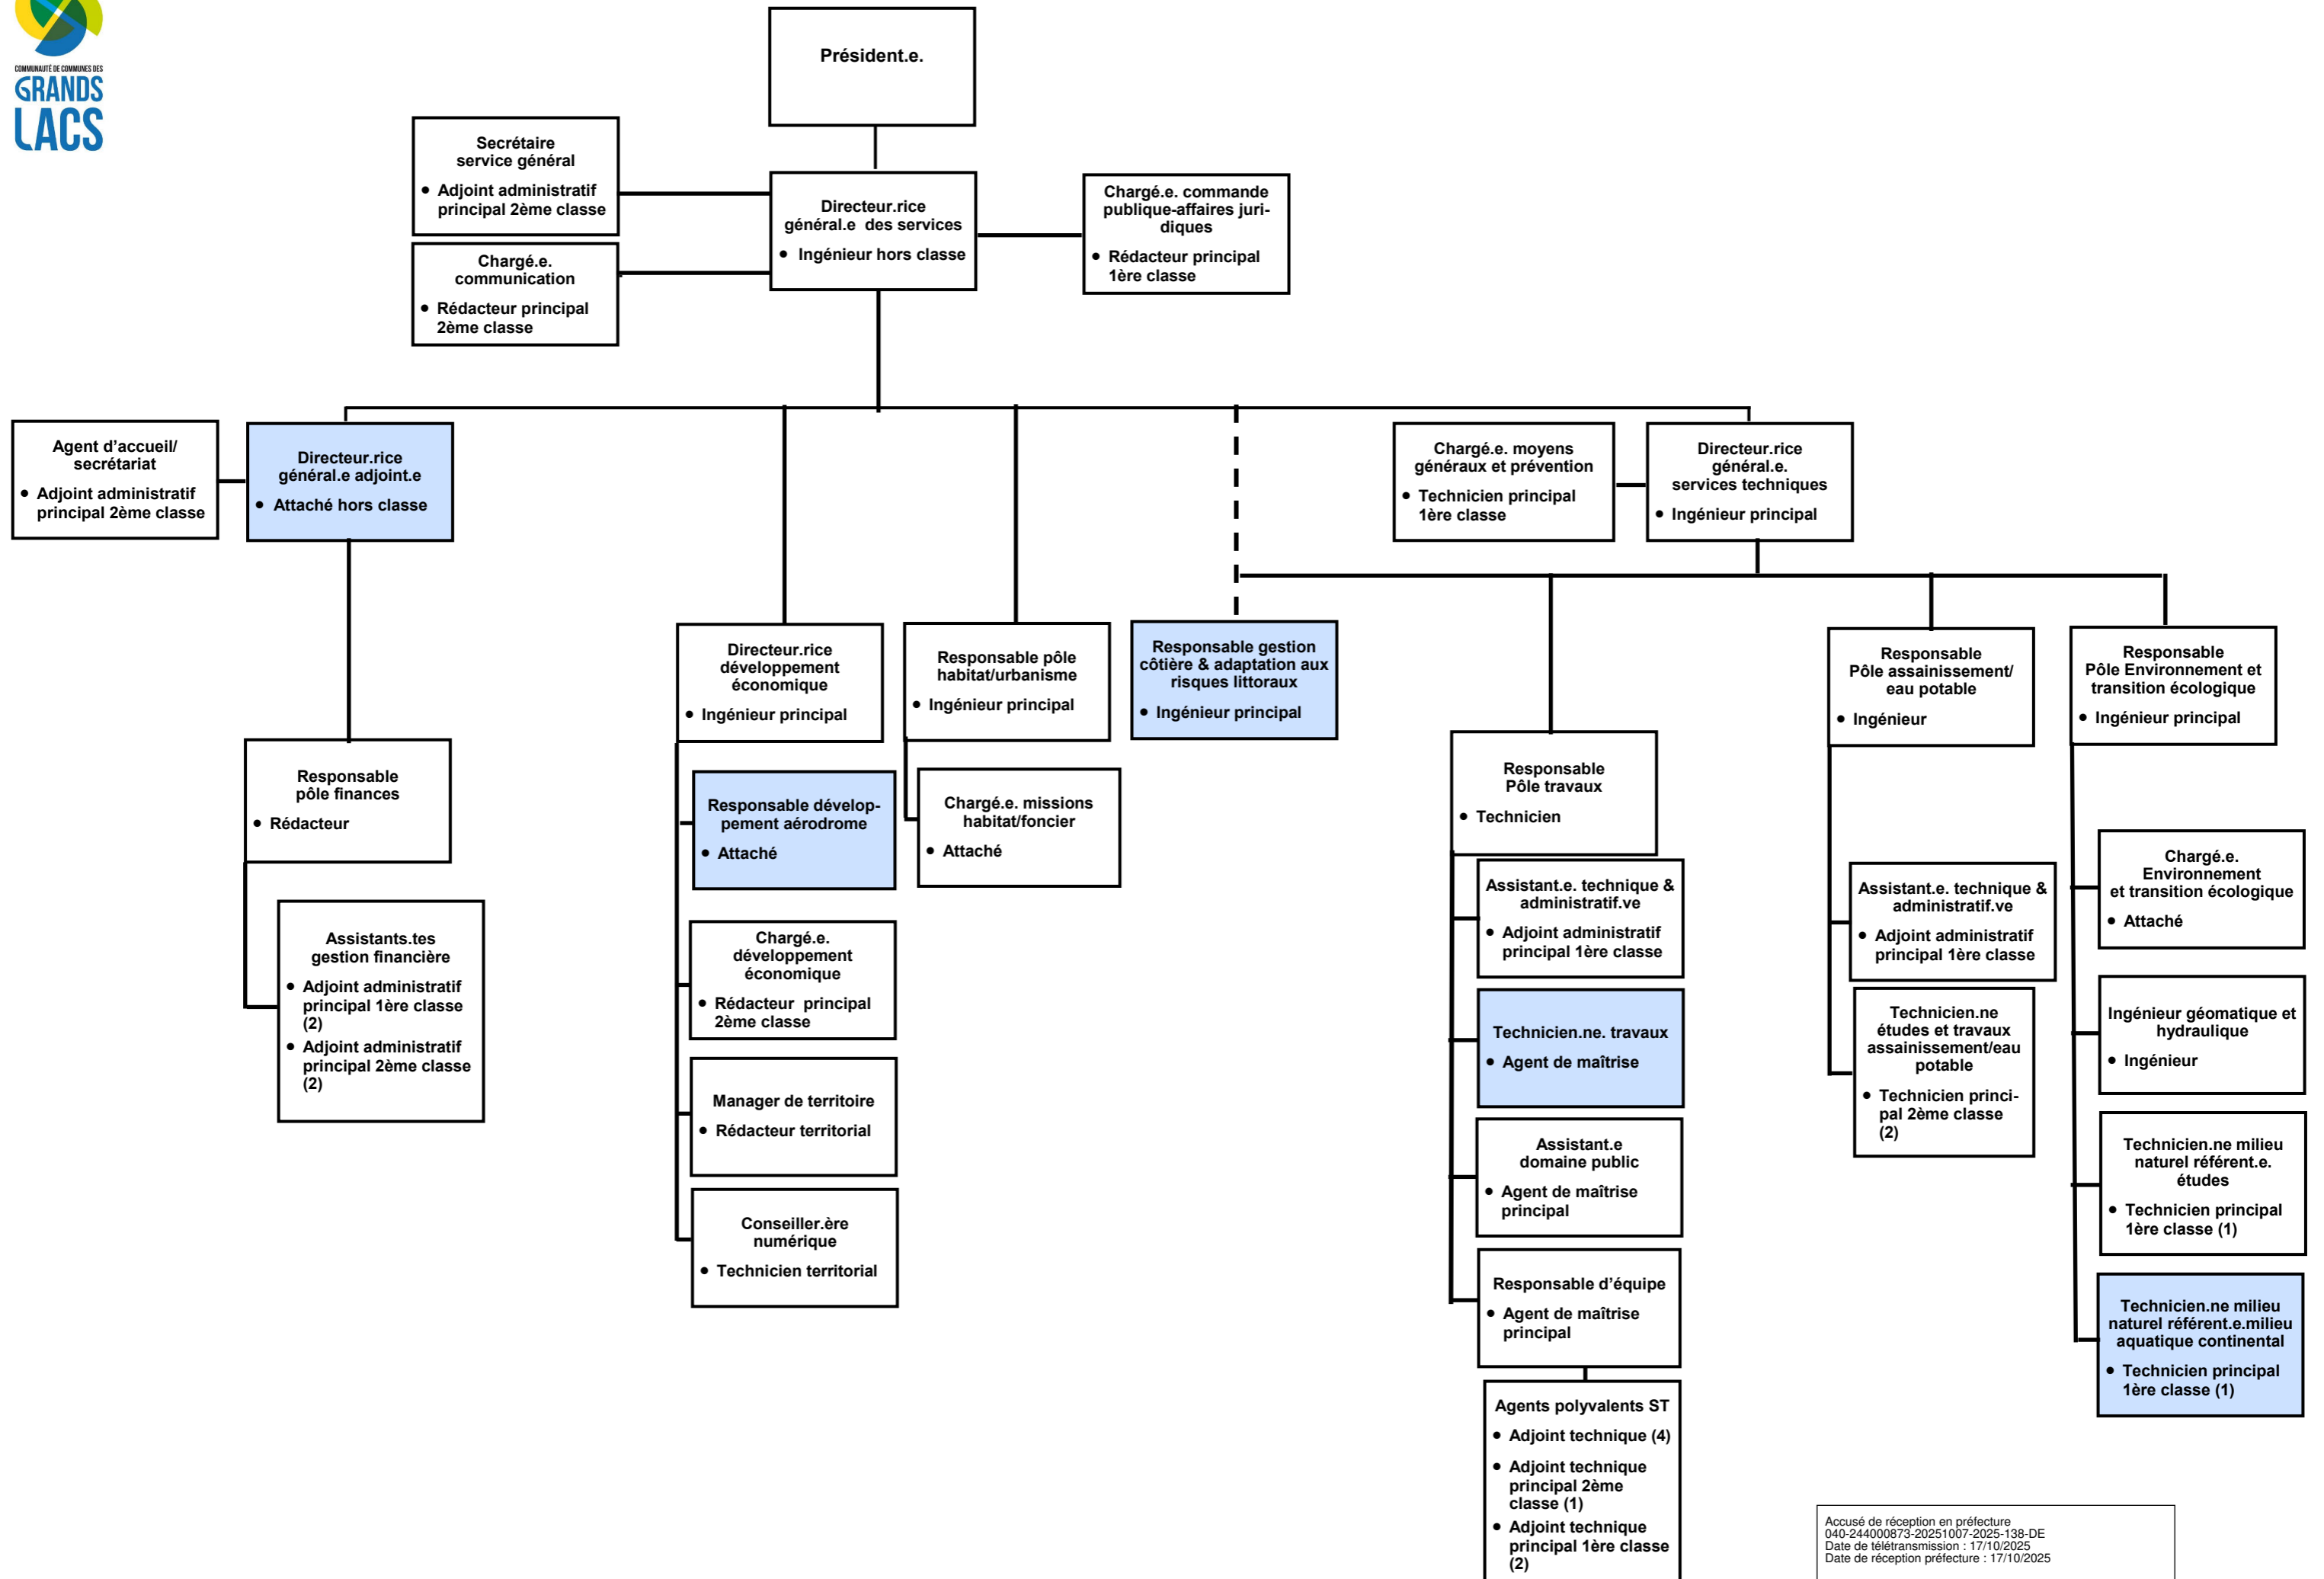 COMMUNAUTÉ DE COMMUNES DES
GRANDS
LACS
Président.e.
Secrétaire
service général
• Adjoint administratif
principal 2ème classe
Chargé.e.
communication
• Rédacteur principal
2ème classe
Directeur.rice
général.e des services
• Ingénieur hors classe
Chargé.e. commande
publique-affaires juri-
diques
• Rédacteur principal
1ère classe
Agent d’accueil/
secrétariat
• Adjoint administratif
principal 2ème classe
Directeur.rice
général.e adjoint.e
• Attaché hors classe
Chargé.e. moyens
généraux et prévention
• Technicien principal
1ère classe
Directeur.rice
général.e.
services techniques
• Ingénieur principal
Responsable
pôle finances
• Rédacteur
Assistants.tes
gestion financière
• Adjoint administratif
principal 1ère classe
(2)
• Adjoint administratif
principal 2ème classe
(2)
Directeur.rice
développement
économique
• Ingénieur principal
Responsable dévelop-
pement aérodrome
• Attaché
Chargé.e.
développement
économique
• Rédacteur principal
2ème classe
Manager de territoire
• Rédacteur territorial
Conseiller.ère
numérique
• Technicien territorial
Responsable pôle
habitat/urbanisme
• Ingénieur principal
Chargé.e. missions
habitat/foncier
• Attaché
Responsable gestion
côtière & adaptation aux
risques littoraux
• Ingénieur principal
Responsable
Pôle travaux
• Technicien
Assistant.e. technique &
administratif.ve
• Adjoint administratif
principal 1ère classe
Technicien.ne. travaux
• Agent de maîtrise
Assistant.e
domaine public
• Agent de maîtrise
principal
Responsable d’équipe
• Agent de maîtrise
principal
Agents polyvalents ST
• Adjoint technique (4)
• Adjoint technique
principal 2ème
classe (1)
• Adjoint technique
principal 1ère classe
(2)
Responsable
Pôle assainissement/
eau potable
• Ingénieur
Assistant.e. technique &
administratif.ve
• Adjoint administratif
principal 1ère classe
Technicien.ne
études et travaux
assainissement/eau
potable
• Technicien princi-
pal 2ème classe
(2)
Responsable
Pôle Environnement et
transition écologique
• Ingénieur principal
Chargé.e.
Environnement
et transition écologique
• Attaché
Ingénieur géomatique et
hydraulique
• Ingénieur
Technicien.ne milieu
naturel référent.e.
études
• Technicien principal
1ère classe (1)
Technicien.ne milieu
naturel référent.e.milieu
aquatique continental
• Technicien principal
1ère classe (1)
Accusé de réception en préfecture
040-244000873-20251007-2025-138-DE
Date de télétransmission : 17/10/2025
Date de réception préfecture : 17/10/2025